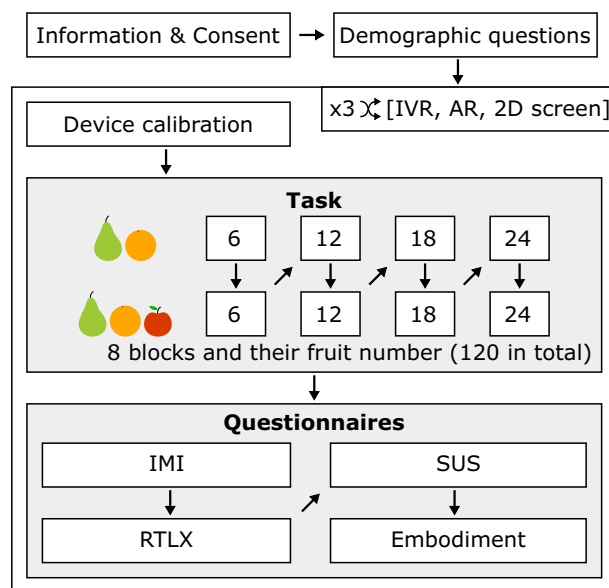 Information & Consent
Demographic questions
x3 [IVR, AR, 2D screen]
Device calibration
Task
6 12 18 24
6 12 18 24
8 blocks and their fruit number (120 in total)
Questionnaires
IMI SUS
RTLX Embodiment